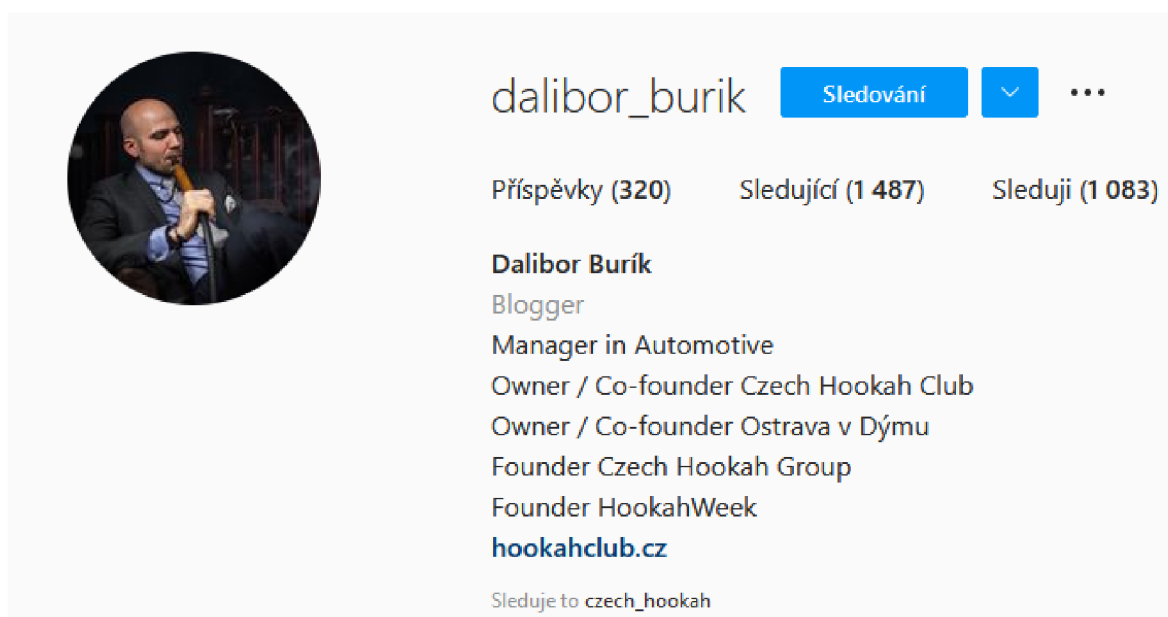 dalibor_burik Sledování
Příspěvky (320) Sledující (1 487) Sleduji (1 083)
Dalibor Burík
Blogger
Manager in Automotive
Owner / Co-founder Czech Hookah Club
Owner / Co-founder Ostrava v Dýmu
Founder Czech Hookah Group
Founder HookahWeek
hookahclub.cz
Sleduje to czech_hookah